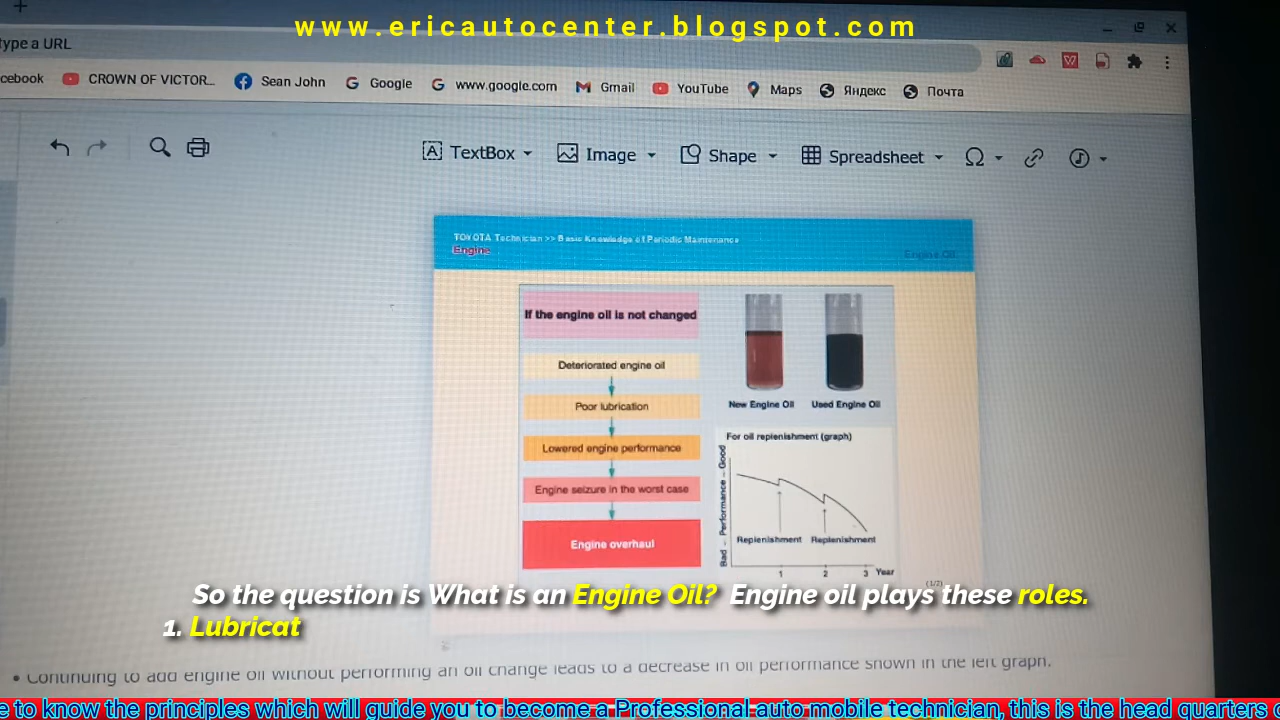 www.ericautocenter.blogspot.com
type a URL
cebook CROWN OF VICTOR... Sean John Google www.google.com Gmail YouTube Maps Яндекс Почта
TextBox Image Shape Spreadsheet Ω
TOYOTA Technician >> Basic Knowledge of Periodic Maintenance
Engine
Engine Oil
If the engine oil is not changed
Deteriorated engine oil
Poor lubrication
Lowered engine performance
Engine seizure in the worst case
Engine overhaul
New Engine Oil Used Engine Oil
For oil replenishment (graph)
Bad ↔ Performance ↔ Good
Replenishment Replenishment
1 2 3 Year
(1/2)
So the question is What is an Engine Oil? Engine oil plays these roles.
1. Lubricat
• Continuing to add engine oil without performing an oil change leads to a decrease in oil performance shown in the left graph.
e to know the principles which will guide you to become a Professional auto mobile technician, this is the head quarters